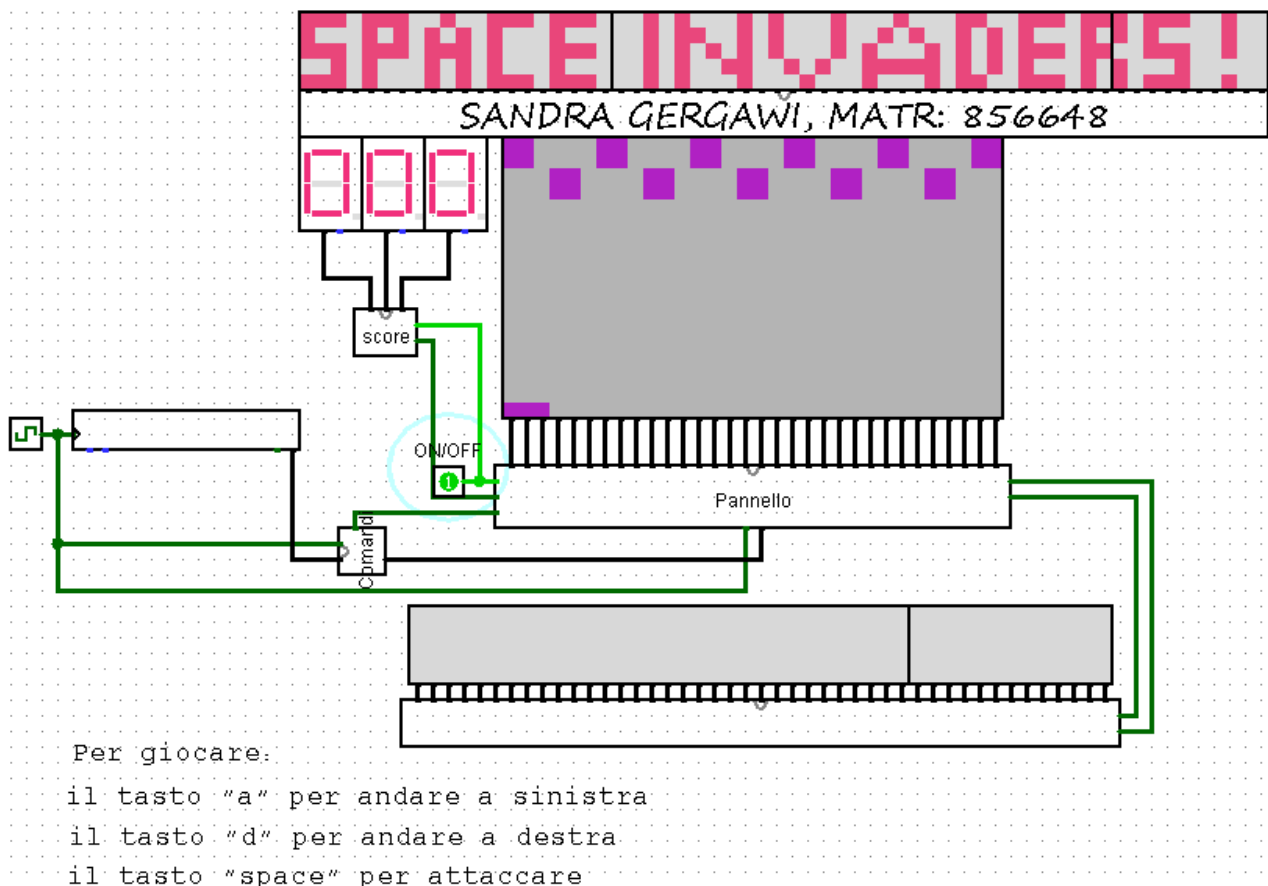 SPACE INVADERS!
SANDRA GERGAWI, MATR: 856648
000
score
ON/OFF
1
Pannello
Comandi
Per giocare:
il tasto "a" per andare a sinistra
il tasto "d" per andare a destra
il tasto "space" per attaccare